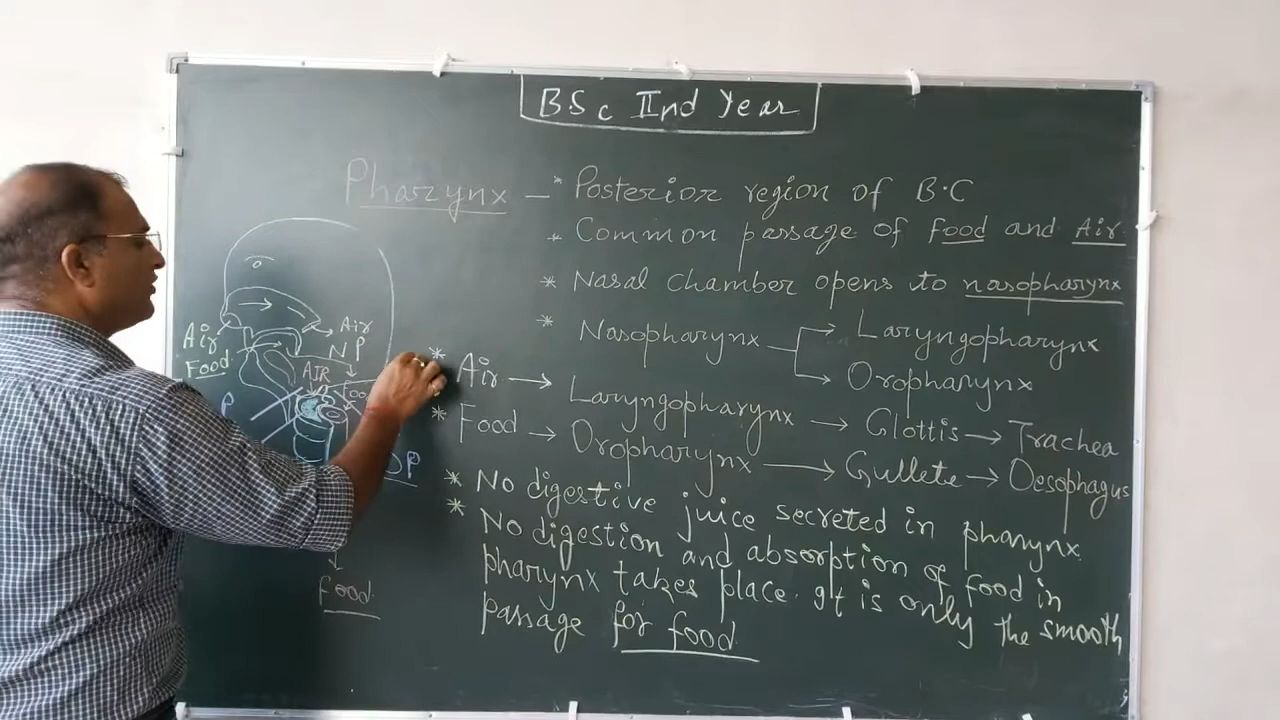 BSc IInd Year
Pharynx - * Posterior region of B.C
* Common passage of food and Air
* Nasal chamber opens to nasopharynx
* Nasopharynx Laryngopharynx
Oropharynx
* Air → Laryngopharynx → Glottis → Trachea
* Food → Oropharynx → Gullete → Oesophagus
* No digestive juice secreted in pharynx
* No digestion and absorption of food in
pharynx takes place. It is only the smooth
passage for food
Air
Food
Air
NP
AIR
P
P
food